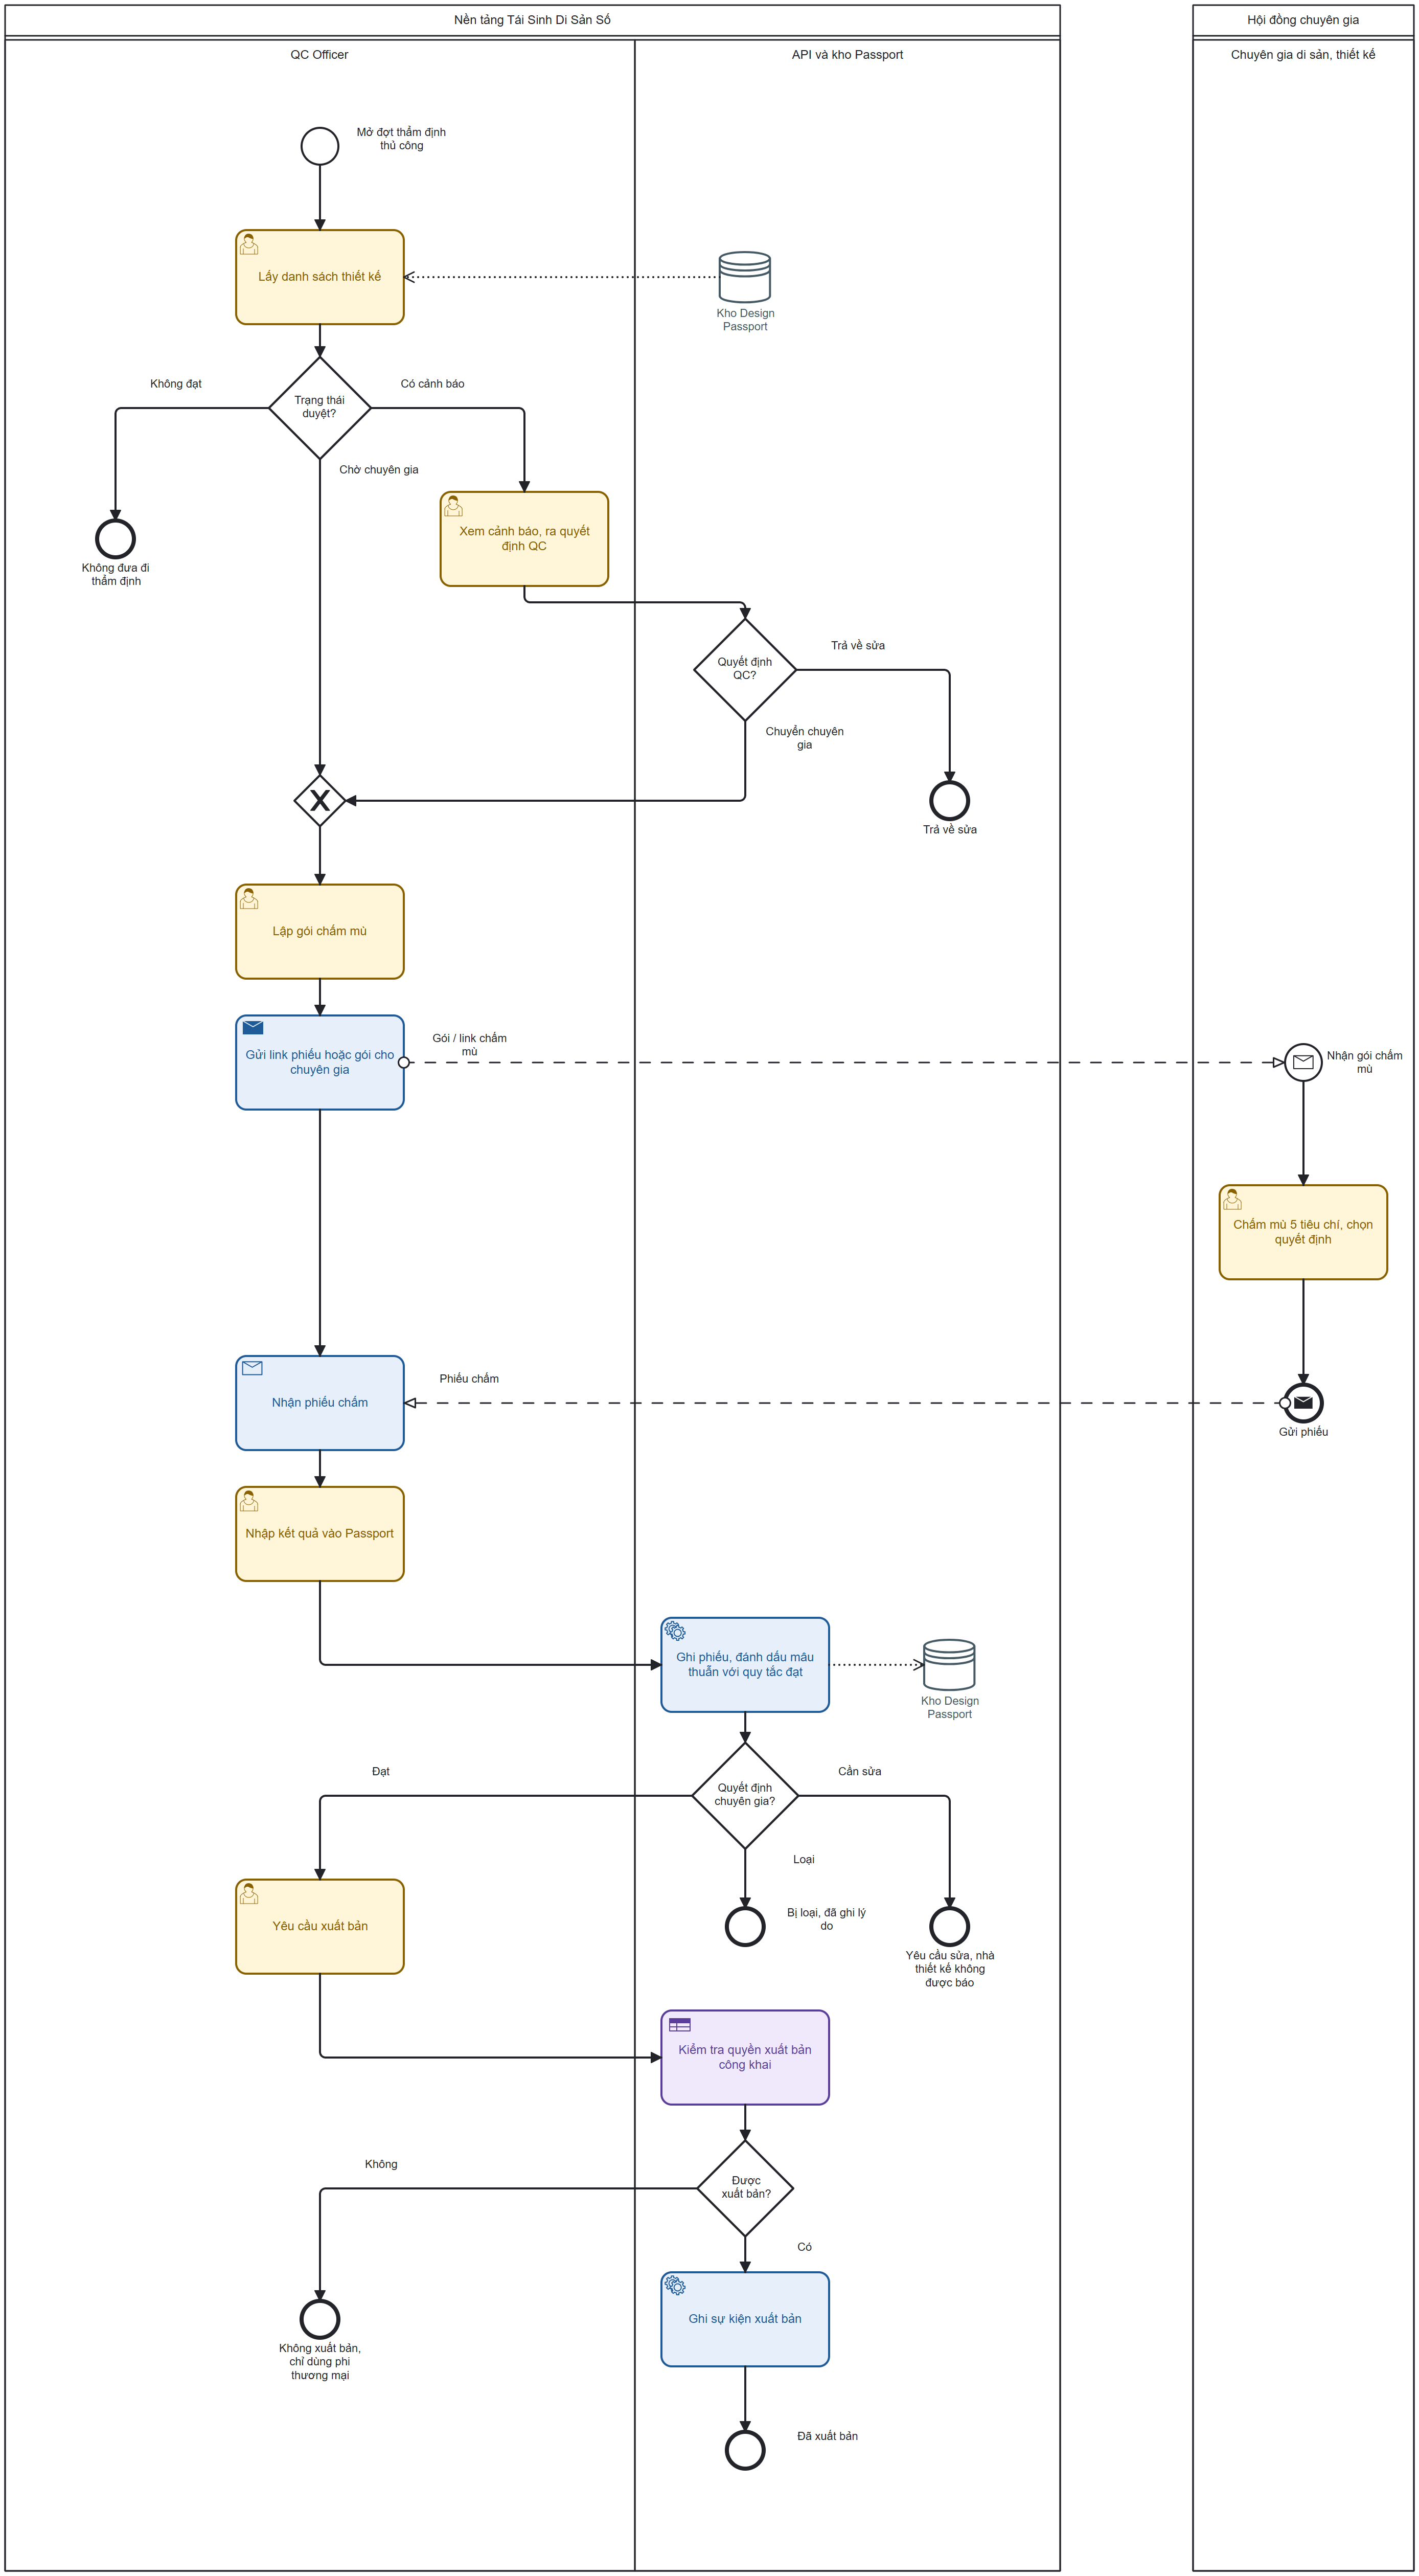 Nền tảng Tái Sinh Di Sản Số
Hội đồng chuyên gia
QC Officer
API và kho Passport
Chuyên gia di sản, thiết kế
Mở đợt thẩm định
thủ công
Lấy danh sách thiết kế
Kho Design
Passport
Không đạt
Có cảnh báo
Trạng thái
duyệt?
Chờ chuyên gia
Xem cảnh báo, ra quyết
định QC
Không đưa đi
thẩm định
Trả về sửa
Quyết định
QC?
Chuyển chuyên
gia
Trả về sửa
Lập gói chấm mù
Gửi link phiếu hoặc gói cho
chuyên gia
Gói / link chấm
mù
Nhận gói chấm
mù
Chấm mù 5 tiêu chí, chọn
quyết định
Nhận phiếu chấm
Phiếu chấm
Gửi phiếu
Nhập kết quả vào Passport
Ghi phiếu, đánh dấu mâu
thuẫn với quy tắc đạt
Kho Design
Passport
Đạt
Cần sửa
Quyết định
chuyên gia?
Loại
Yêu cầu xuất bản
Bị loại, đã ghi lý
do
Yêu cầu sửa, nhà
thiết kế không
được báo
Kiểm tra quyền xuất bản
công khai
Không
Được
xuất bản?
Có
Ghi sự kiện xuất bản
Không xuất bản,
chỉ dùng phi
thương mại
Đã xuất bản